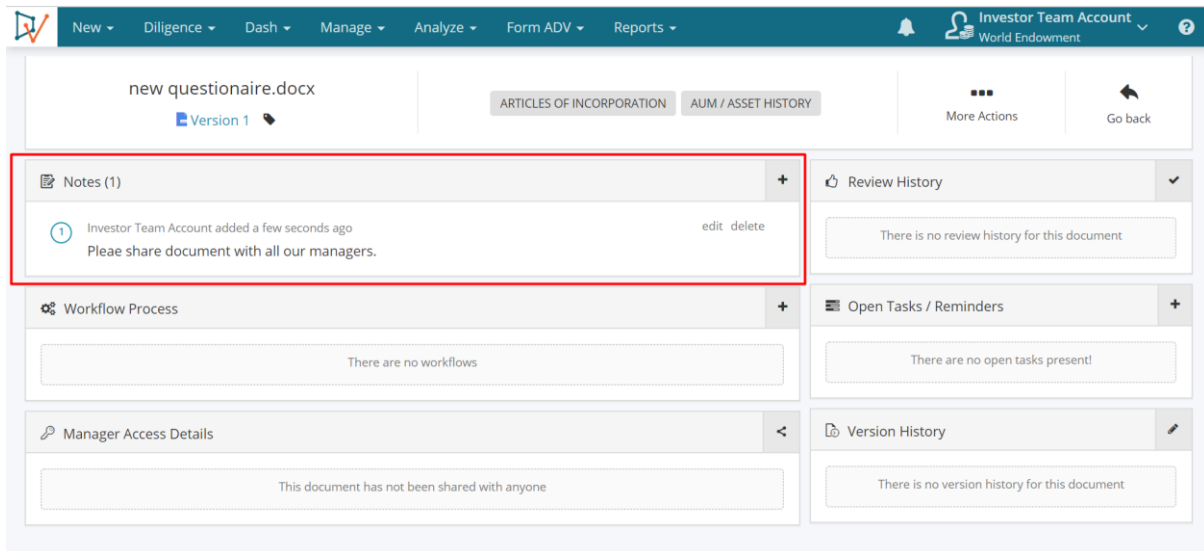 New Diligence Dash Manage Analyze Form ADV Reports Investor Team Account
World Endowment
new questionaire.docx
Version 1
ARTICLES OF INCORPORATION AUM / ASSET HISTORY
More Actions
Go back
Notes (1)
Investor Team Account added a few seconds ago edit delete
1
Pleae share document with all our managers.
Review History
There is no review history for this document
Workflow Process
There are no workflows
Open Tasks / Reminders
There are no open tasks present!
Manager Access Details
This document has not been shared with anyone
Version History
There is no version history for this document